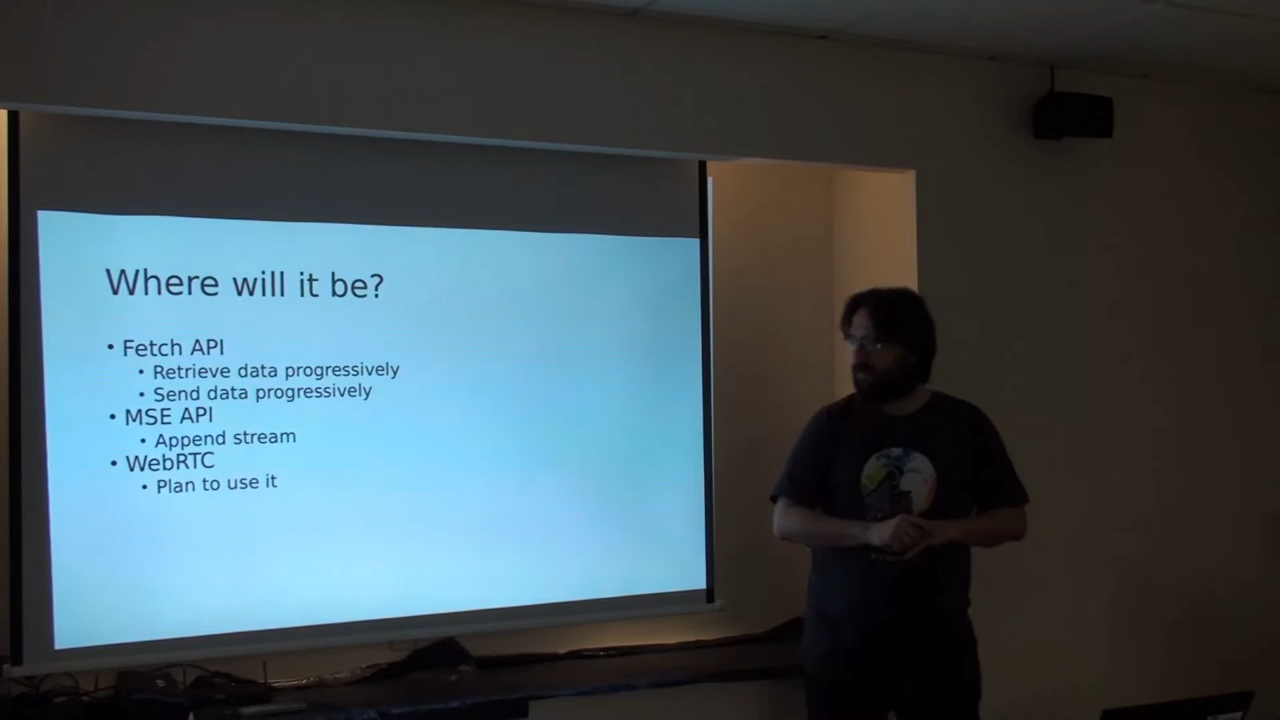 Where will it be?
• Fetch API
• Retrieve data progressively
• Send data progressively
• MSE API
• Append stream
• WebRTC
• Plan to use it